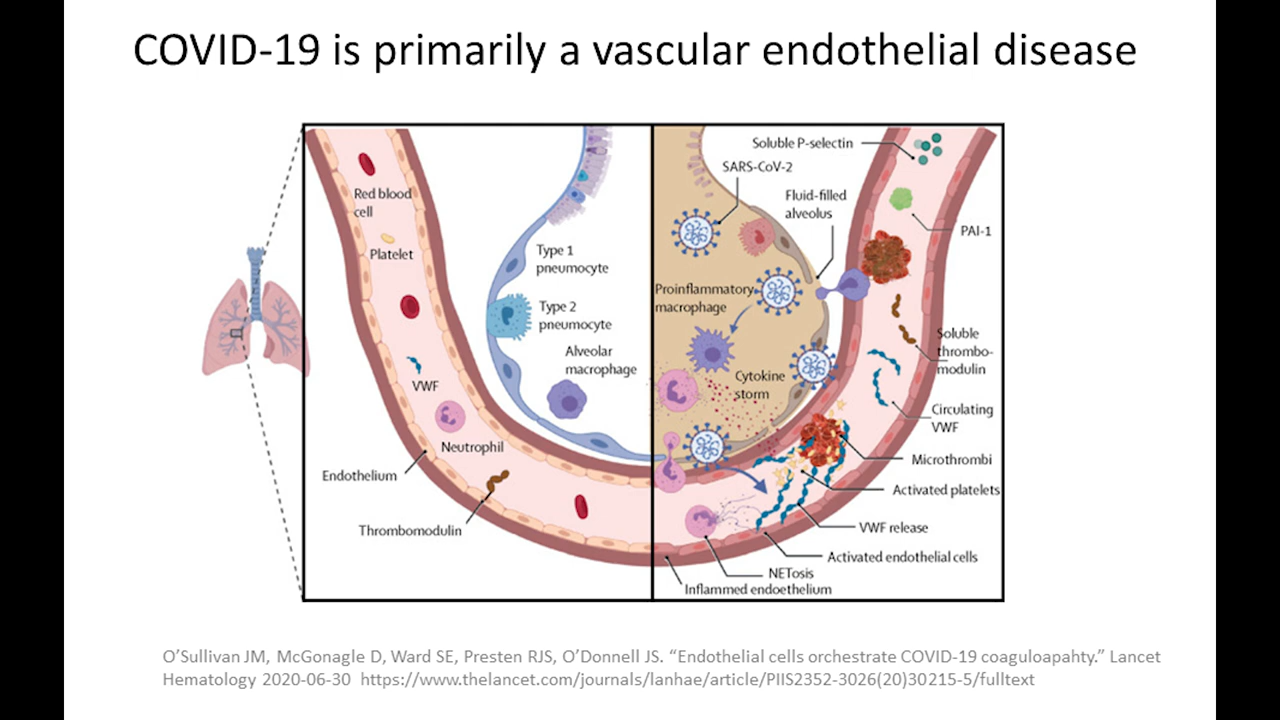 COVID-19 is primarily a vascular endothelial disease
Red blood
cell
Platelet
VWF
Neutrophil
Endothelium
Thrombomodulin
Type 1
pneumocyte
Type 2
pneumocyte
Alveolar
macrophage
Soluble P-selectin
SARS-CoV-2
Fluid-filled
alveolus
PAI-1
Proinflammatory
macrophage
Cytokine
storm
Soluble
thrombo-
modulin
Circulating
VWF
Microthrombi
Activated platelets
VWF release
Activated endothelial cells
NETosis
Inflammed endoethelium
O'Sullivan JM, McGonagle D, Ward SE, Presten RJS, O'Donnell JS. “Endothelial cells orchestrate COVID-19 coaguloapahty.” Lancet
Hematology 2020-06-30 https://www.thelancet.com/journals/lanhae/article/PIIS2352-3026(20)30215-5/fulltext